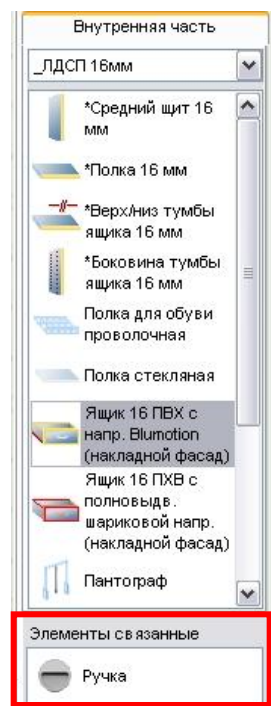 Внутренняя часть
_ЛДСП 16мм
*Средний щит 16
мм
*Полка 16 мм
*Верх/низ тумбы
ящика 16 мм
*Боковина тумбы
ящика 16 мм
Полка для обуви
проволочная
Полка стекляная
Ящик 16 ПВХ с
напр. Blumotion
(накладной фасад)
Ящик 16 ПХВ с
полновыдв.
шариковой напр.
(накладной фасад)
Пантограф
Элементы связанные
Ручка